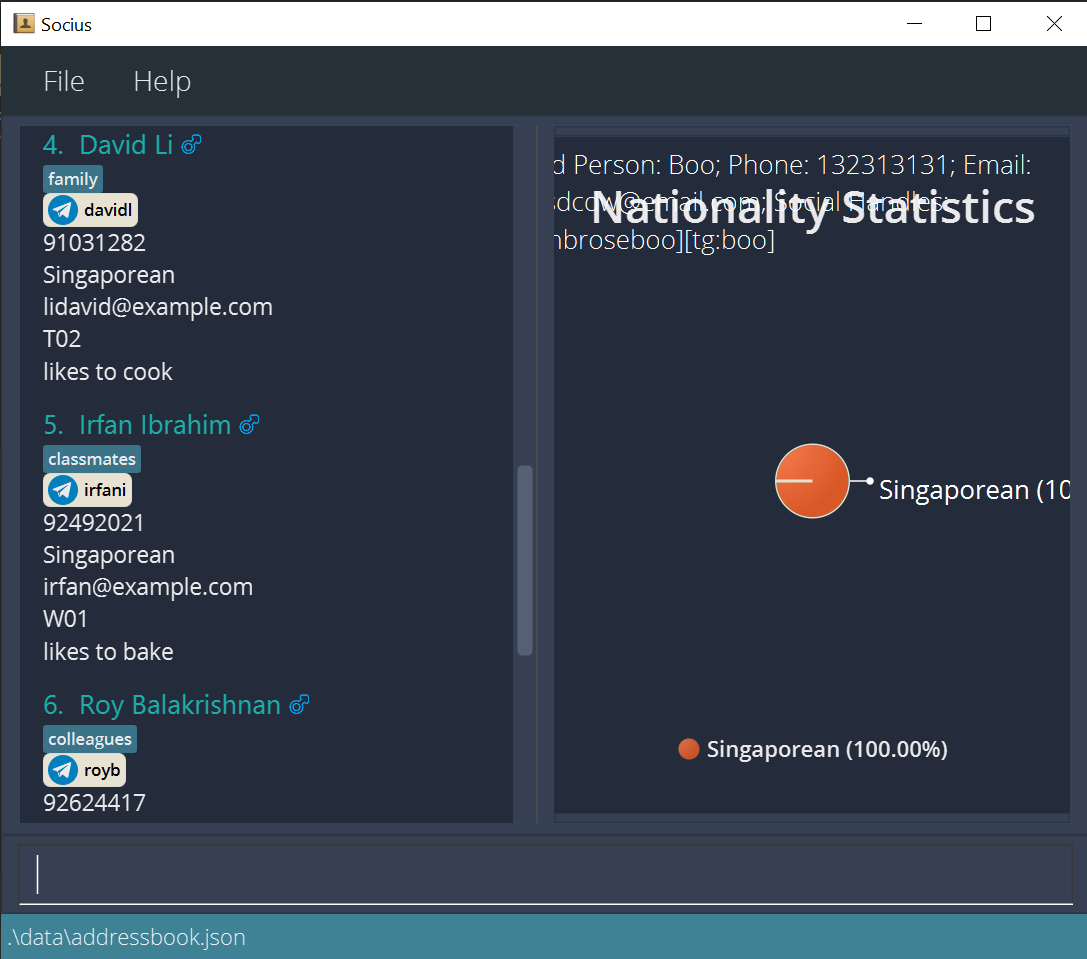 Socius
File Help
4. David Li
family
davidl
91031282
Singaporean
lidavid@example.com
T02
likes to cook
5. Irfan Ibrahim
classmates
irfani
92492021
Singaporean
irfan@example.com
W01
likes to bake
6. Roy Balakrishnan
colleagues
royb
92624417
d Person: Boo; Phone: 132313131; Email:
sdcow@email.com; Social Handles:
Nationality Statistics
mbroseboo][tg:boo]
Singaporean (10
Singaporean (100.00%)
.\data\addressbook.json